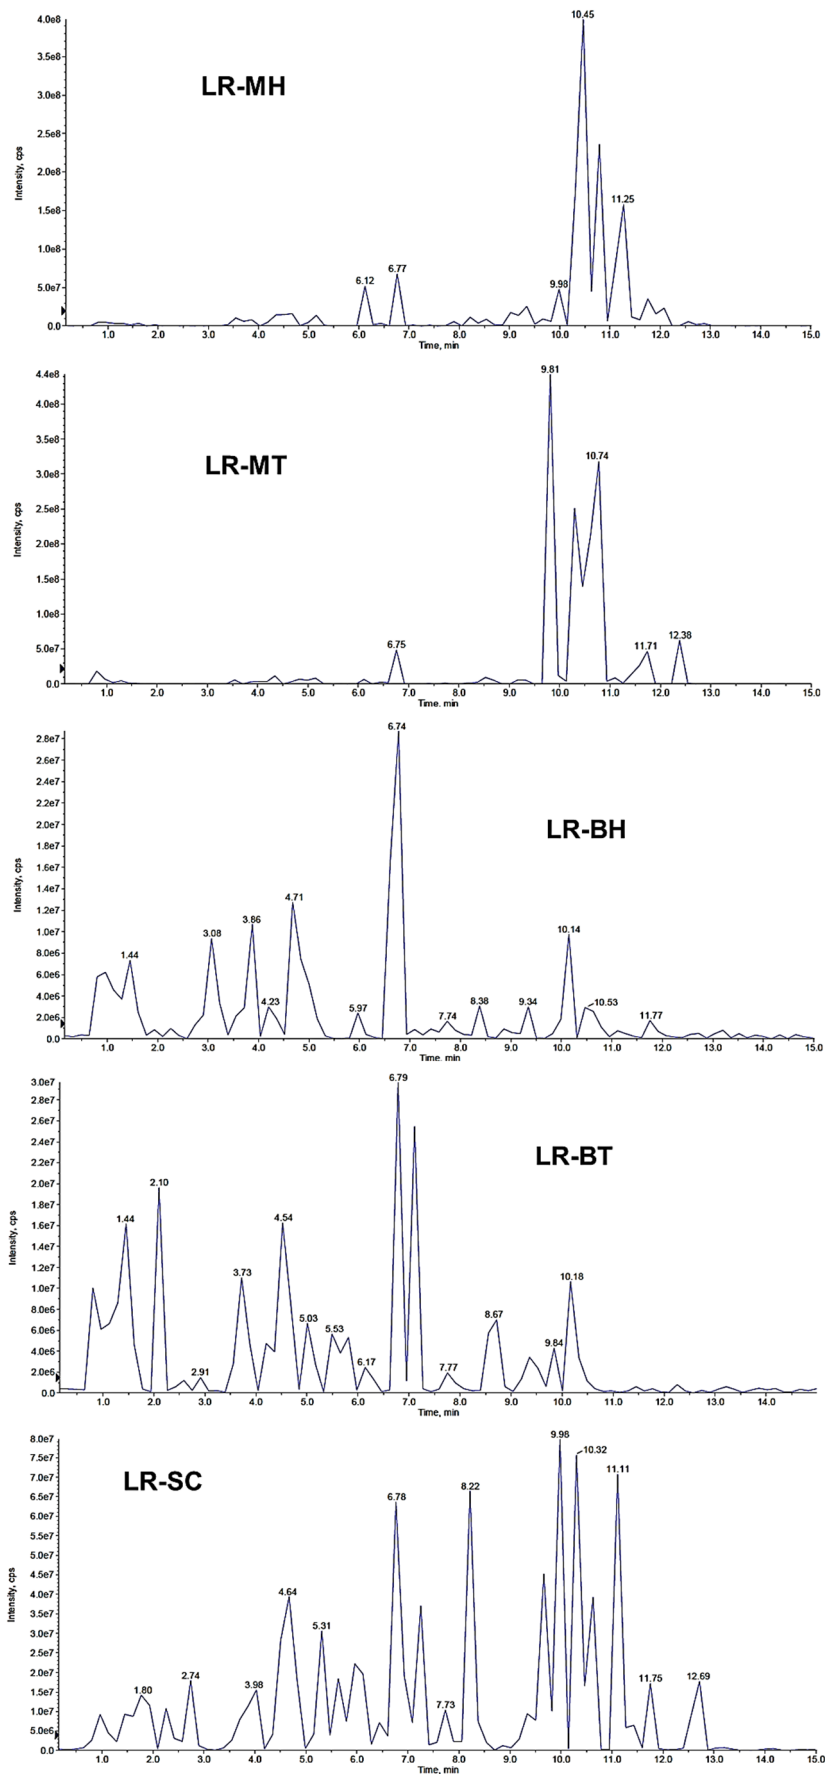 10.45
4.0e8
3.5e8
LR-MH
3.0e8
2.5e8
Intensity, cps
2.0e8
11.25
1.5e8
1.0e8
6.12
6.77
9.98
5.0e7
0.0
1.0 2.0 3.0 4.0 5.0 6.0 7.0 8.0 9.0 10.0 11.0 12.0 13.0 14.0 15.0
Time, min
9.81
4.4e8
4.0e8
10.74
LR-MT
3.5e8
3.0e8
Intensity, cps
2.5e8
2.0e8
1.5e8
1.0e8
6.75
11.71
12.38
5.0e7
0.0
1.0 2.0 3.0 4.0 5.0 6.0 7.0 8.0 9.0 10.0 11.0 12.0 13.0 14.0 15.0
Time, min
6.74
2.8e7
2.6e7
2.4e7
2.2e7
LR-BH
2.0e7
1.8e7
1.6e7
Intensity, cps
1.4e7
4.71
1.2e7
3.86
1.0e7
3.08
10.14
8.0e6
1.44
6.0e6
4.0e6
4.23
5.97
7.74
8.38
9.34
10.53
11.77
2.0e6
0.0
1.0 2.0 3.0 4.0 5.0 6.0 7.0 8.0 9.0 10.0 11.0 12.0 13.0 14.0 15.0
Time, min
6.79
3.0e7
2.8e7
2.6e7
2.4e7
LR-BT
2.2e7
2.10
2.0e7
1.8e7
1.44
4.54
1.6e7
Intensity, cps
1.4e7
1.2e7
3.73
10.18
1.0e7
8.0e6
5.03
8.67
6.0e6
5.53
9.84
4.0e6
2.91
6.17
7.77
2.0e6
0.0
1.0 2.0 3.0 4.0 5.0 6.0 7.0 8.0 9.0 10.0 11.0 12.0 13.0 14.0 15.0
Time, min
9.98
8.0e7
10.32
7.5e7
LR-SC
11.11
7.0e7
6.78
8.22
6.5e7
6.0e7
5.5e7
5.0e7
4.5e7
Intensity, cps
4.64
4.0e7
3.5e7
5.31
3.0e7
2.5e7
2.0e7
1.80
2.74
3.98
11.75
12.69
1.5e7
7.73
1.0e7
5.0e6
0.0
1.0 2.0 3.0 4.0 5.0 6.0 7.0 8.0 9.0 10.0 11.0 12.0 13.0 14.0 15.0
Time, min